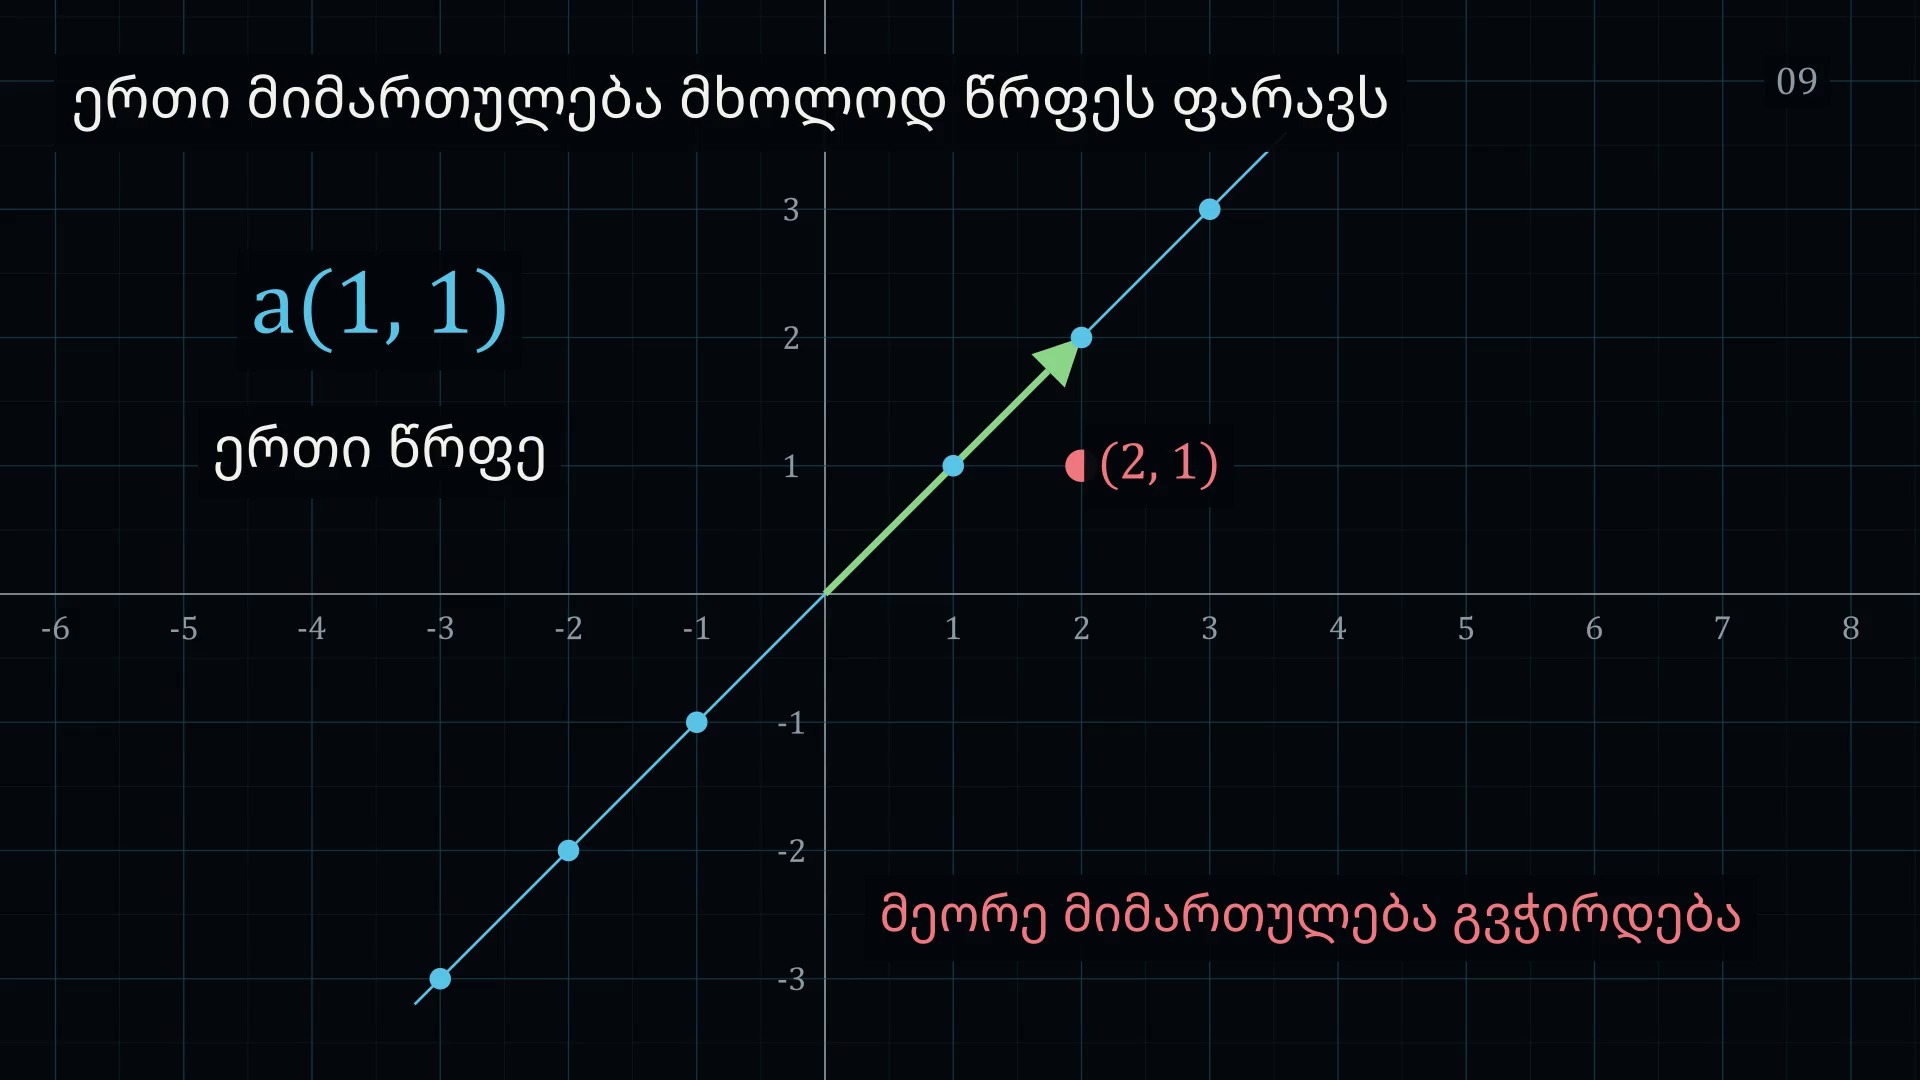 ერთი მიმართულება მხოლოდ წრფეს ფარავს
09
a(1, 1)
ერთი წრფე
(2, 1)
3
2
1
-6 -5 -4 -3 -2 -1 1 2 3 4 5 6 7 8
-1
-2
-3
მეორე მიმართულება გვჭირდება